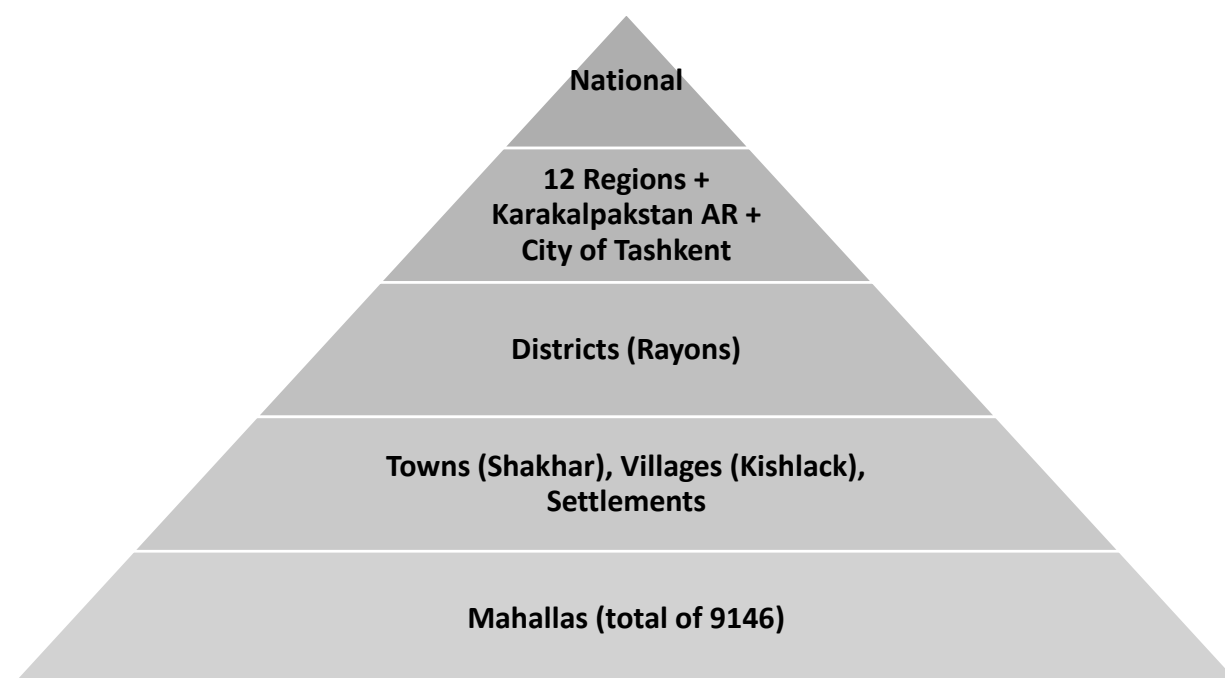 National
12 Regions +
Karakalpakstan AR +
City of Tashkent
Districts (Rayons)
Towns (Shakhar), Villages (Kishlack),
Settlements
Mahallas (total of 9146)